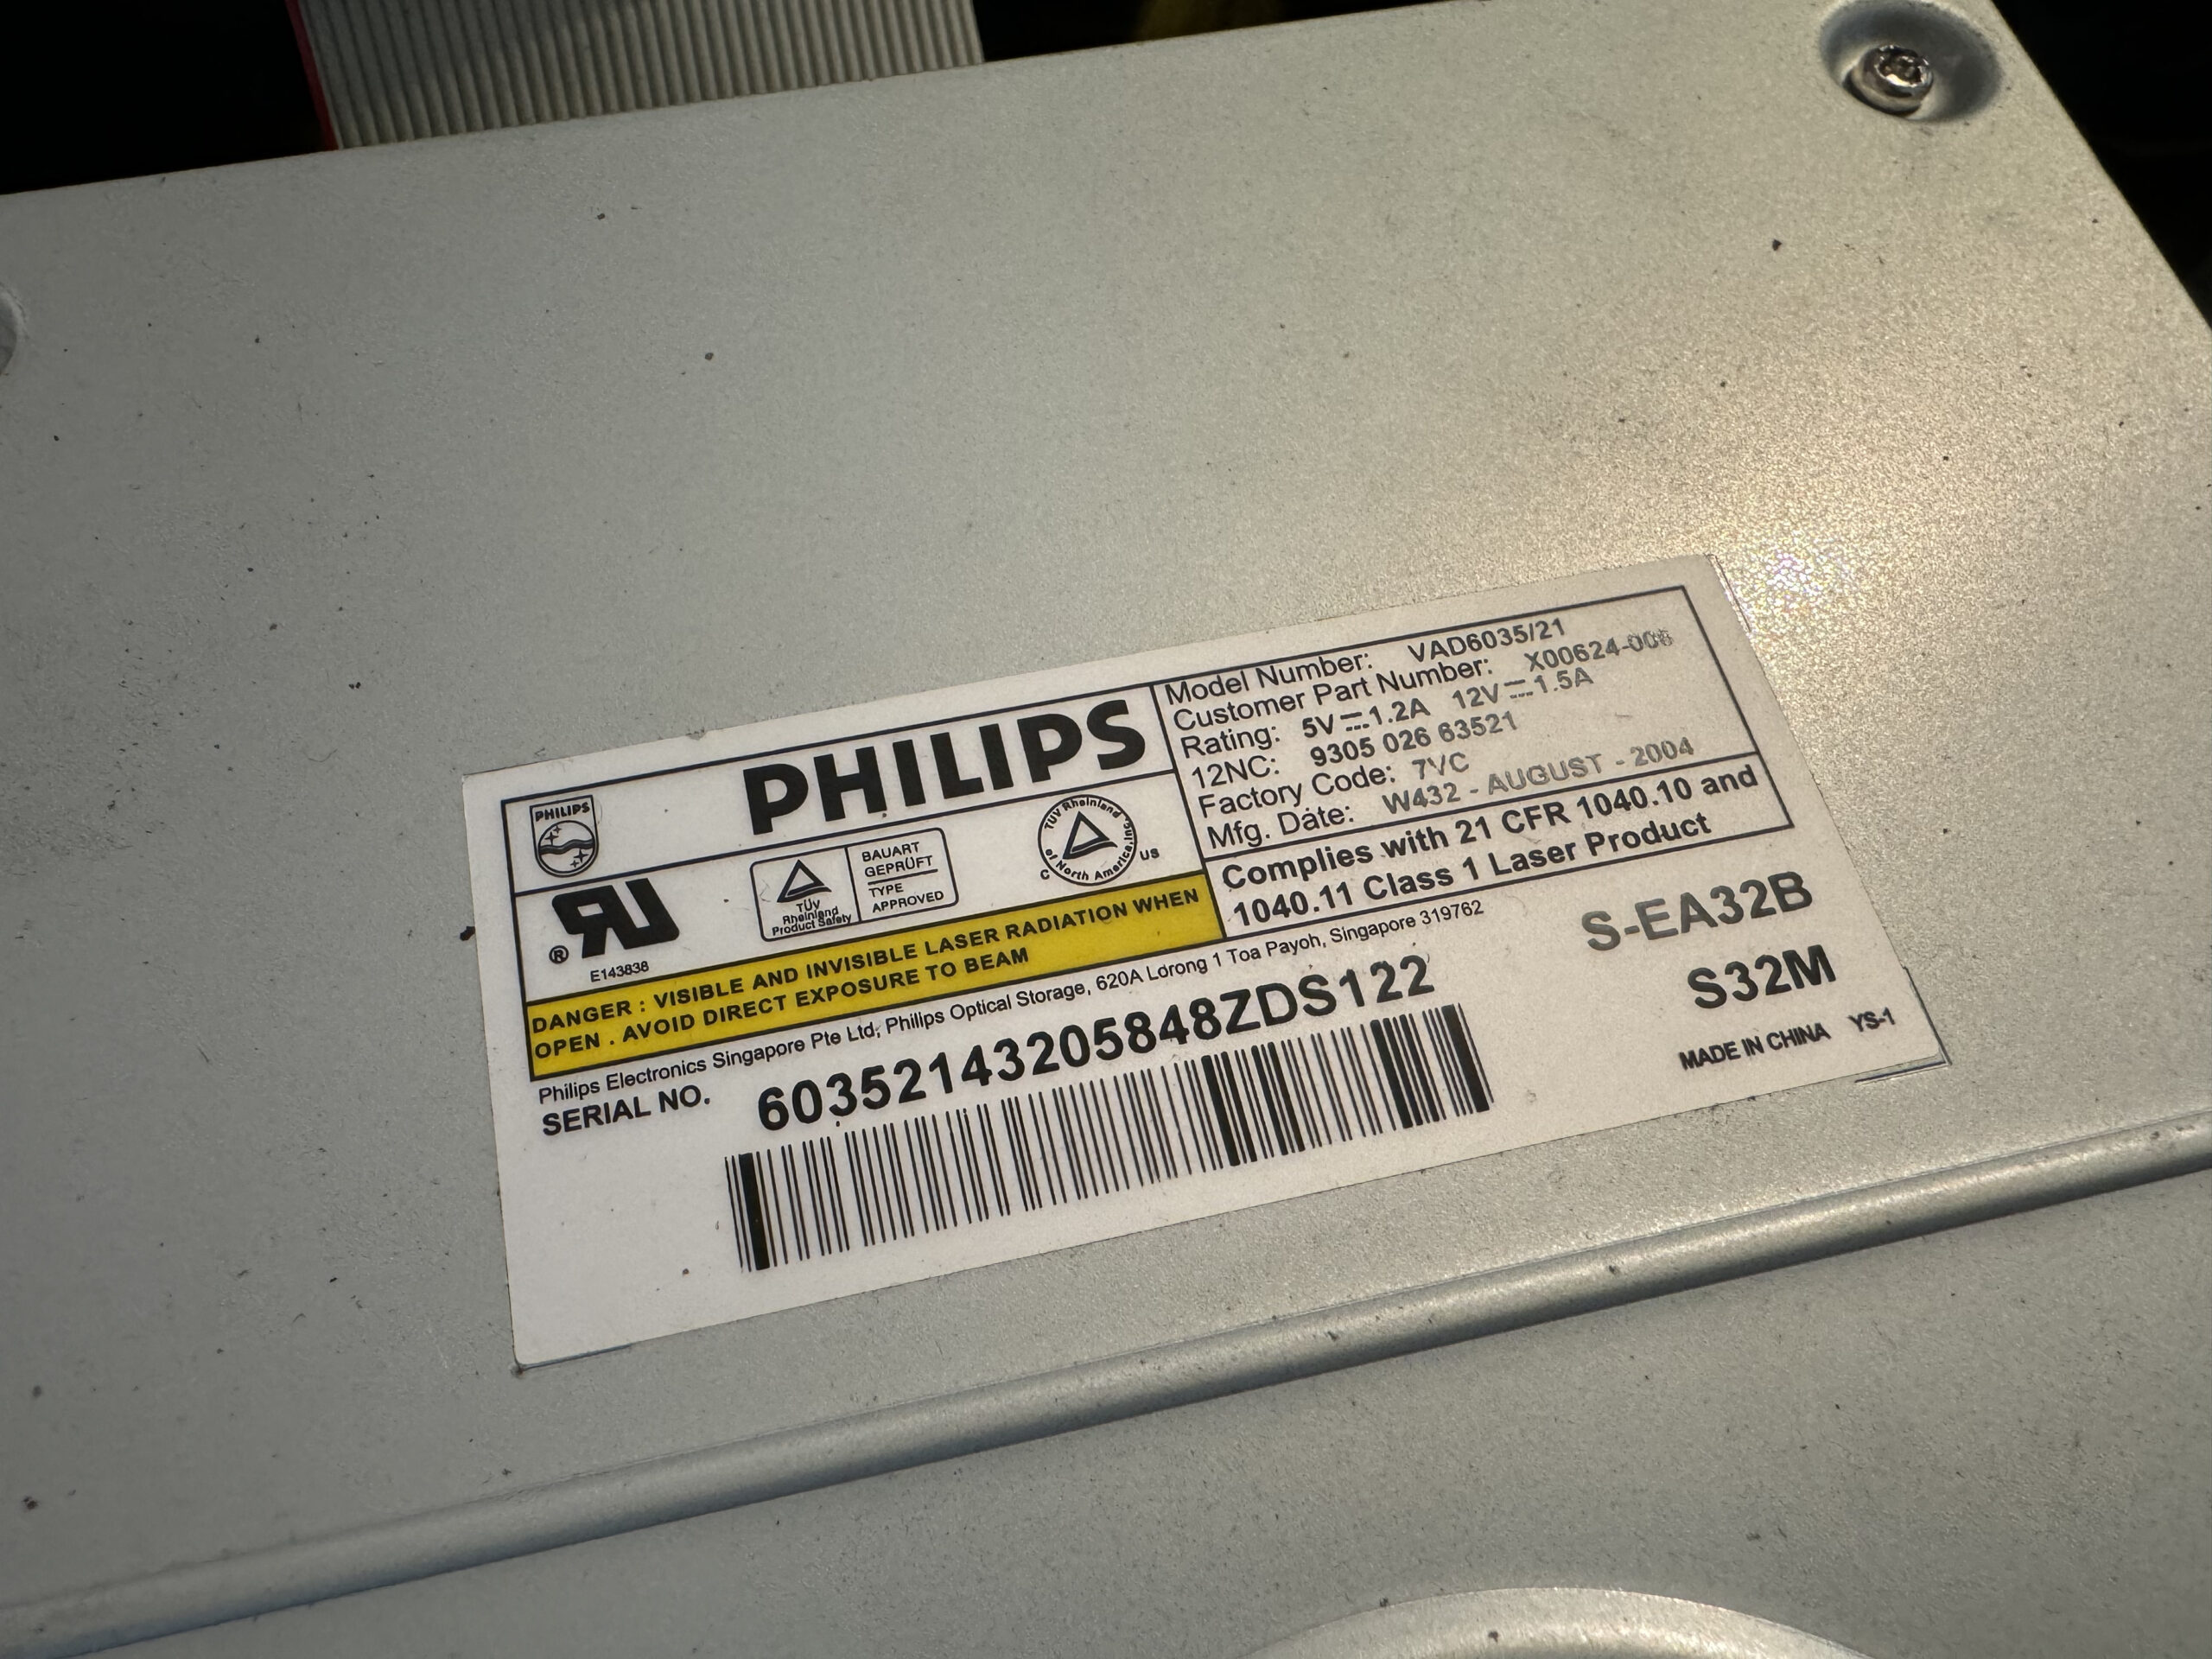 PHILIPS
PHILIPS
Model Number: VAD6035/21
Customer Part Number:
Rating: 5V 1.2A 12V 1.5A
12NC: 9305 026 63521
Factory Code: 7VC
Mfg. Date: W432 - AUGUST - 2004
Complies with 21 CFR 1040.10 and
1040.11 Class 1 Laser Product
®
E143838
TÜV
Rheinland
Product Safety
BAUART
GEPRÜFT
TYPE
APPROVED
TÜV Rheinland
of North America, Inc.
C US
DANGER : VISIBLE AND INVISIBLE LASER RADIATION WHEN
OPEN . AVOID DIRECT EXPOSURE TO BEAM
Philips Electronics Singapore Pte Ltd, Philips Optical Storage, 620A Lorong 1 Toa Payoh, Singapore 319762
SERIAL NO. 60352143205848ZDS122
S-EA32B
S32M
MADE IN CHINA YS-1